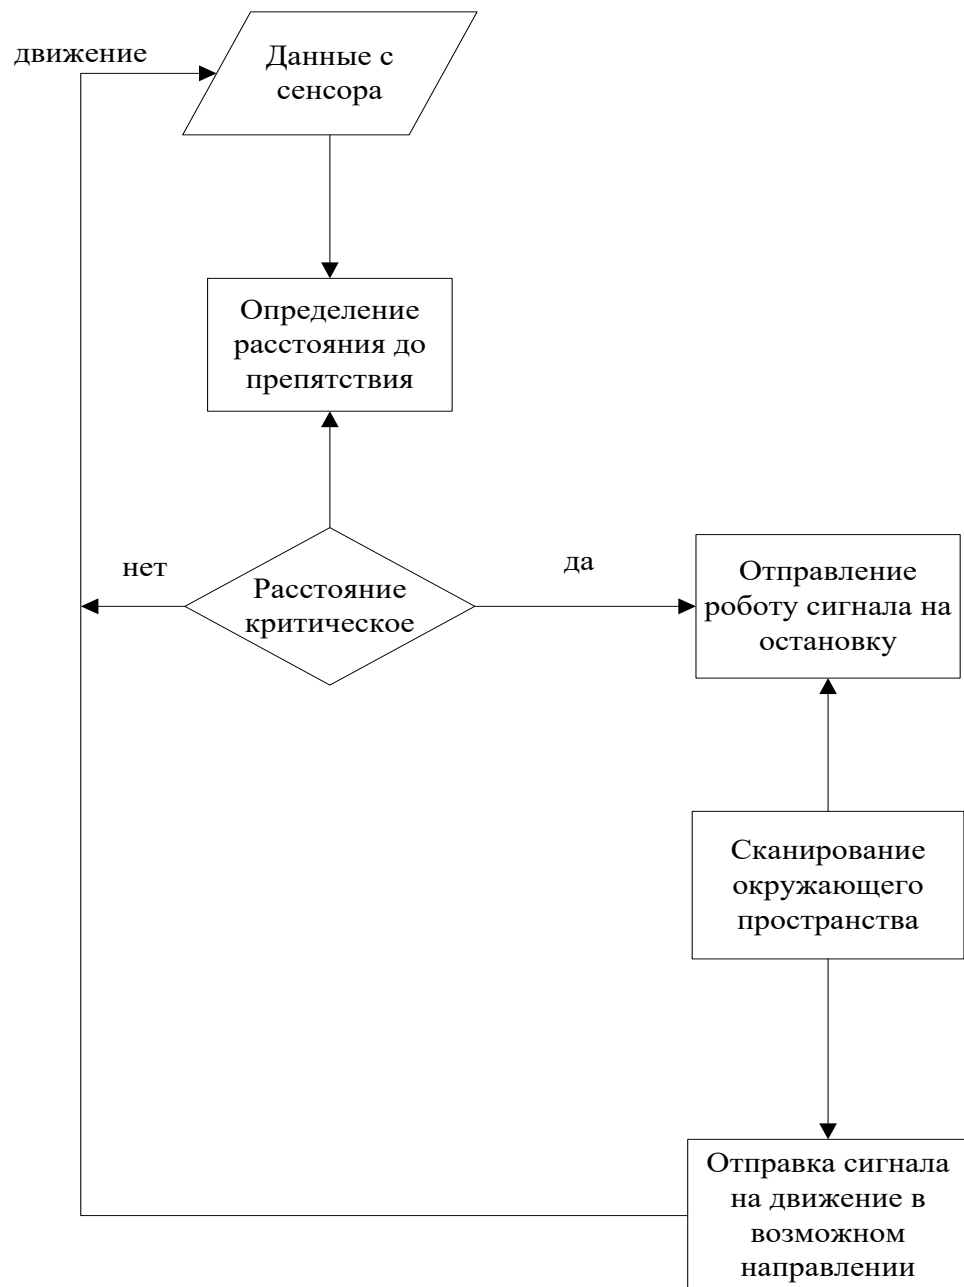 движение
Данные с
сенсора
Определение
расстояния до
препятствия
нет
Расстояние
критическое
да
Отправление
роботу сигнала на
остановку
Сканирование
окружающего
пространства
Отправка сигнала
на движение в
возможном
направлении